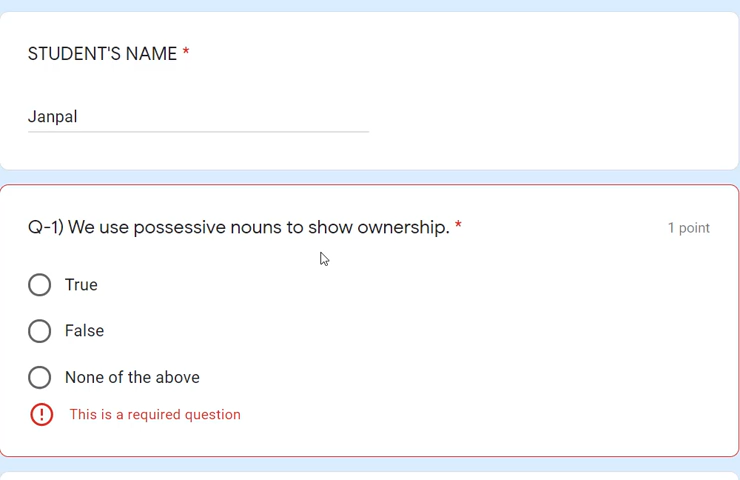 STUDENT'S NAME *
Janpal
Q-1) We use possessive nouns to show ownership. *
1 point
True
False
None of the above
This is a required question